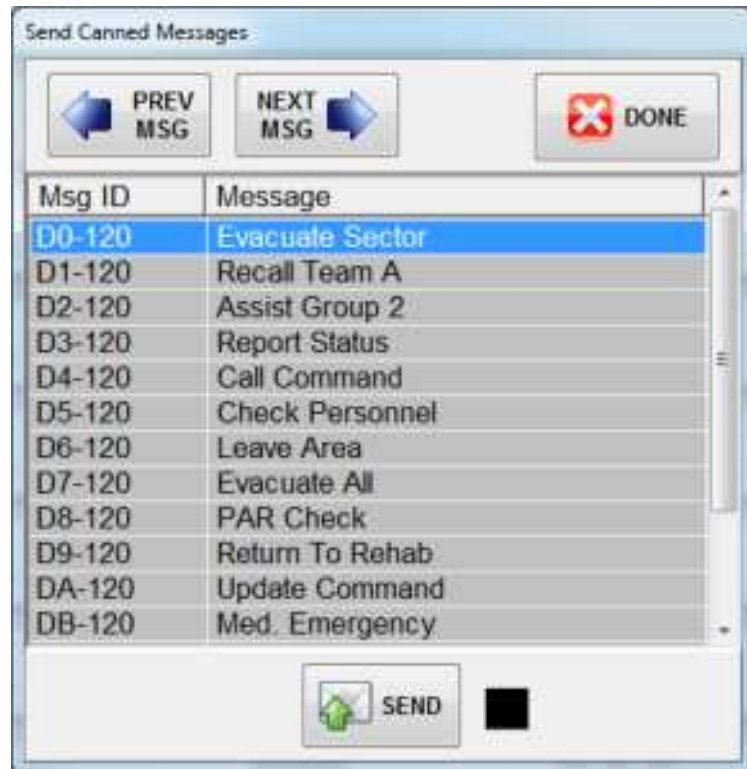 Send Canned Messages
PREV
MSG
NEXT
MSG
DONE
Msg ID Message
D0-120 Evacuate Sector
D1-120 Recall Team A
D2-120 Assist Group 2
D3-120 Report Status
D4-120 Call Command
D5-120 Check Personnel
D6-120 Leave Area
D7-120 Evacuate All
D8-120 PAR Check
D9-120 Return To Rehab
DA-120 Update Command
DB-120 Med. Emergency
SEND